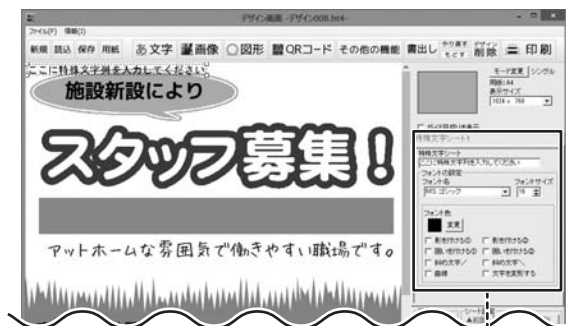 デザイン画面 -デザイン008.ht4-
ファイル(F) 情報(I)
新規 読込 保存 用紙 あ文字 画像 ○図形 QRコード その他の機能 書出し やり直す もどす デザイン削除 印刷
ここに特殊文字列を入力してください
施設新設により
スタッフ募集！
アットホームな雰囲気で働きやすい職場です。
モード変更 シングル
用紙:A4
表示サイズ
1024 x 768
特殊文字シート1
特殊文字シート
ここに特殊文字列を入力してください
フォントの設定
フォント名 フォントサイズ
MS ゴシック 16
フォント色
変更
影を付ける① 影を付ける②
囲いを付ける① 囲いを付ける②
斜め文字／ 斜め文字＼
曲線 文字を変形する